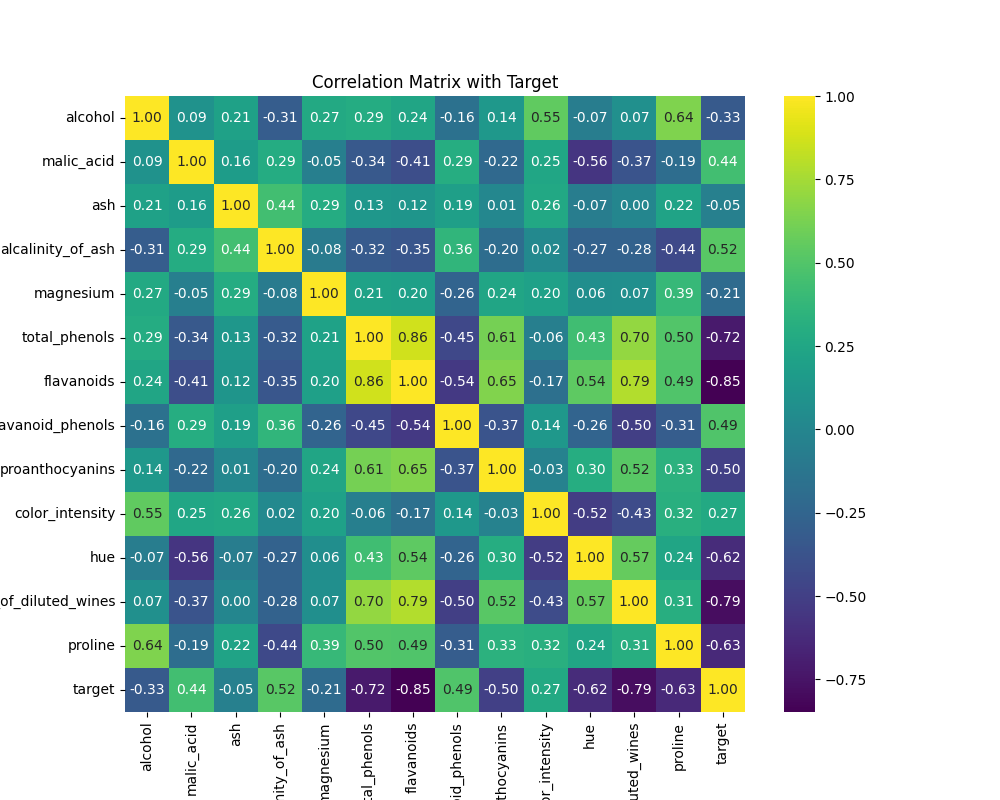 Correlation Matrix with Target
alcohol 1.00 0.09 0.21 -0.31 0.27 0.29 0.24 -0.16 0.14 0.55 -0.07 0.07 0.64 -0.33
malic_acid 0.09 1.00 0.16 0.29 -0.05 -0.34 -0.41 0.29 -0.22 0.25 -0.56 -0.37 -0.19 0.44
ash 0.21 0.16 1.00 0.44 0.29 0.13 0.12 0.19 0.01 0.26 -0.07 0.00 0.22 -0.05
alcalinity_of_ash -0.31 0.29 0.44 1.00 -0.08 -0.32 -0.35 0.36 -0.20 0.02 -0.27 -0.28 -0.44 0.52
magnesium 0.27 -0.05 0.29 -0.08 1.00 0.21 0.20 -0.26 0.24 0.20 0.06 0.07 0.39 -0.21
total_phenols 0.29 -0.34 0.13 -0.32 0.21 1.00 0.86 -0.45 0.61 -0.06 0.43 0.70 0.50 -0.72
flavanoids 0.24 -0.41 0.12 -0.35 0.20 0.86 1.00 -0.54 0.65 -0.17 0.54 0.79 0.49 -0.85
avanoid_phenols -0.16 0.29 0.19 0.36 -0.26 -0.45 -0.54 1.00 -0.37 0.14 -0.26 -0.50 -0.31 0.49
proanthocyanins 0.14 -0.22 0.01 -0.20 0.24 0.61 0.65 -0.37 1.00 -0.03 0.30 0.52 0.33 -0.50
color_intensity 0.55 0.25 0.26 0.02 0.20 -0.06 -0.17 0.14 -0.03 1.00 -0.52 -0.43 0.32 0.27
hue -0.07 -0.56 -0.07 -0.27 0.06 0.43 0.54 -0.26 0.30 -0.52 1.00 0.57 0.24 -0.62
_of_diluted_wines 0.07 -0.37 0.00 -0.28 0.07 0.70 0.79 -0.50 0.52 -0.43 0.57 1.00 0.31 -0.79
proline 0.64 -0.19 0.22 -0.44 0.39 0.50 0.49 -0.31 0.33 0.32 0.24 0.31 1.00 -0.63
target -0.33 0.44 -0.05 0.52 -0.21 -0.72 -0.85 0.49 -0.50 0.27 -0.62 -0.79 -0.63 1.00
alcohol
malic_acid
ash
nity_of_ash
magnesium
tal_phenols
flavanoids
oid_phenols
thocyanins
or_intensity
hue
uted_wines
proline
target
1.00
0.75
0.50
0.25
0.00
−0.25
−0.50
−0.75